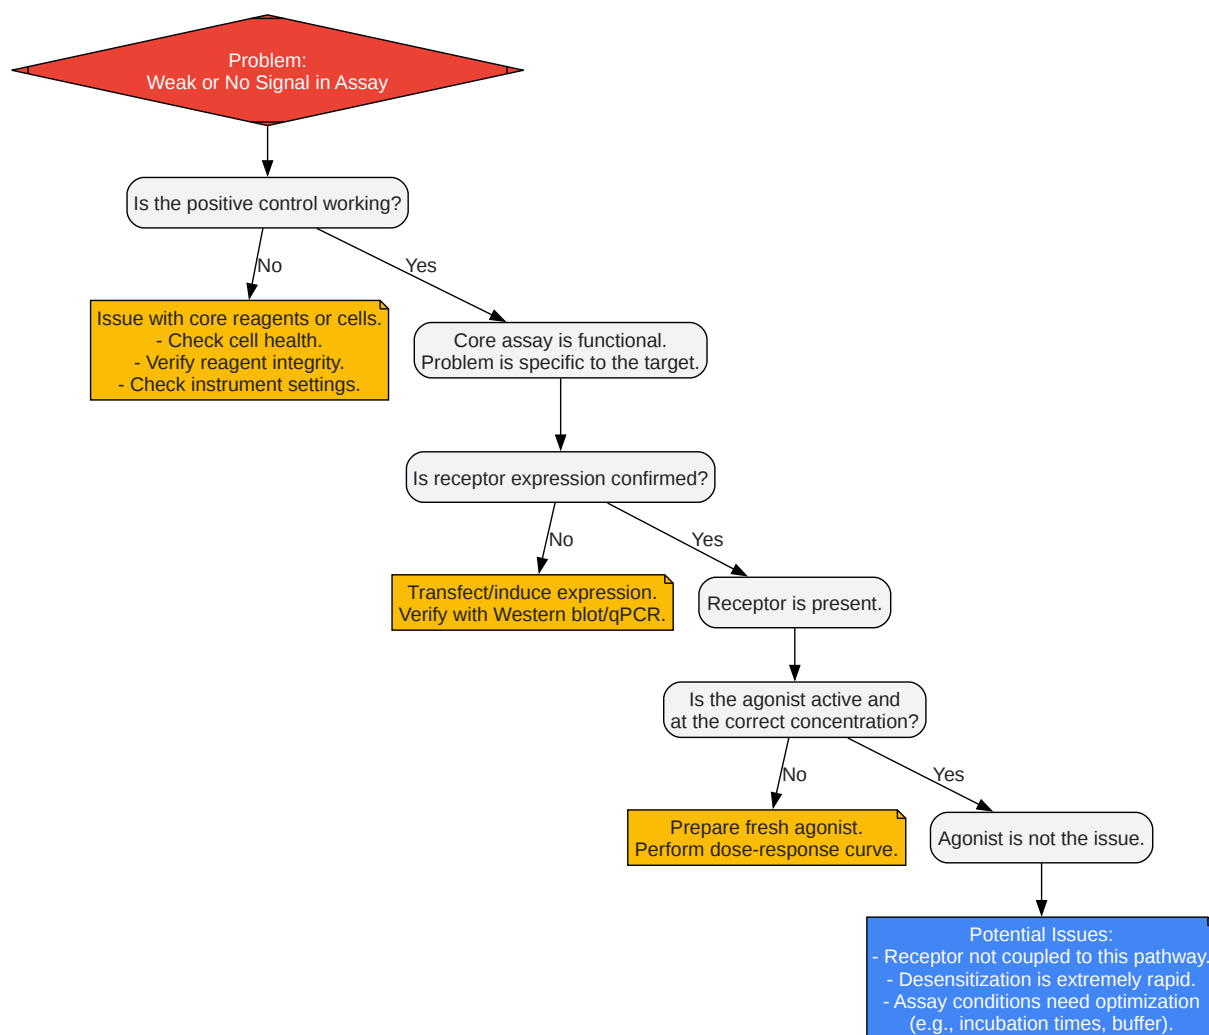 Problem:
Weak or No Signal in Assay
Is the positive control working?
No
Yes
Issue with core reagents or cells.
- Check cell health.
- Verify reagent integrity.
- Check instrument settings.
Core assay is functional.
Problem is specific to the target.
Is receptor expression confirmed?
No
Yes
Transfect/induce expression.
Verify with Western blot/qPCR.
Receptor is present.
Is the agonist active and
at the correct concentration?
No
Yes
Prepare fresh agonist.
Perform dose-response curve.
Agonist is not the issue.
Potential Issues:
- Receptor not coupled to this pathway.
- Desensitization is extremely rapid.
- Assay conditions need optimization
(e.g., incubation times, buffer).